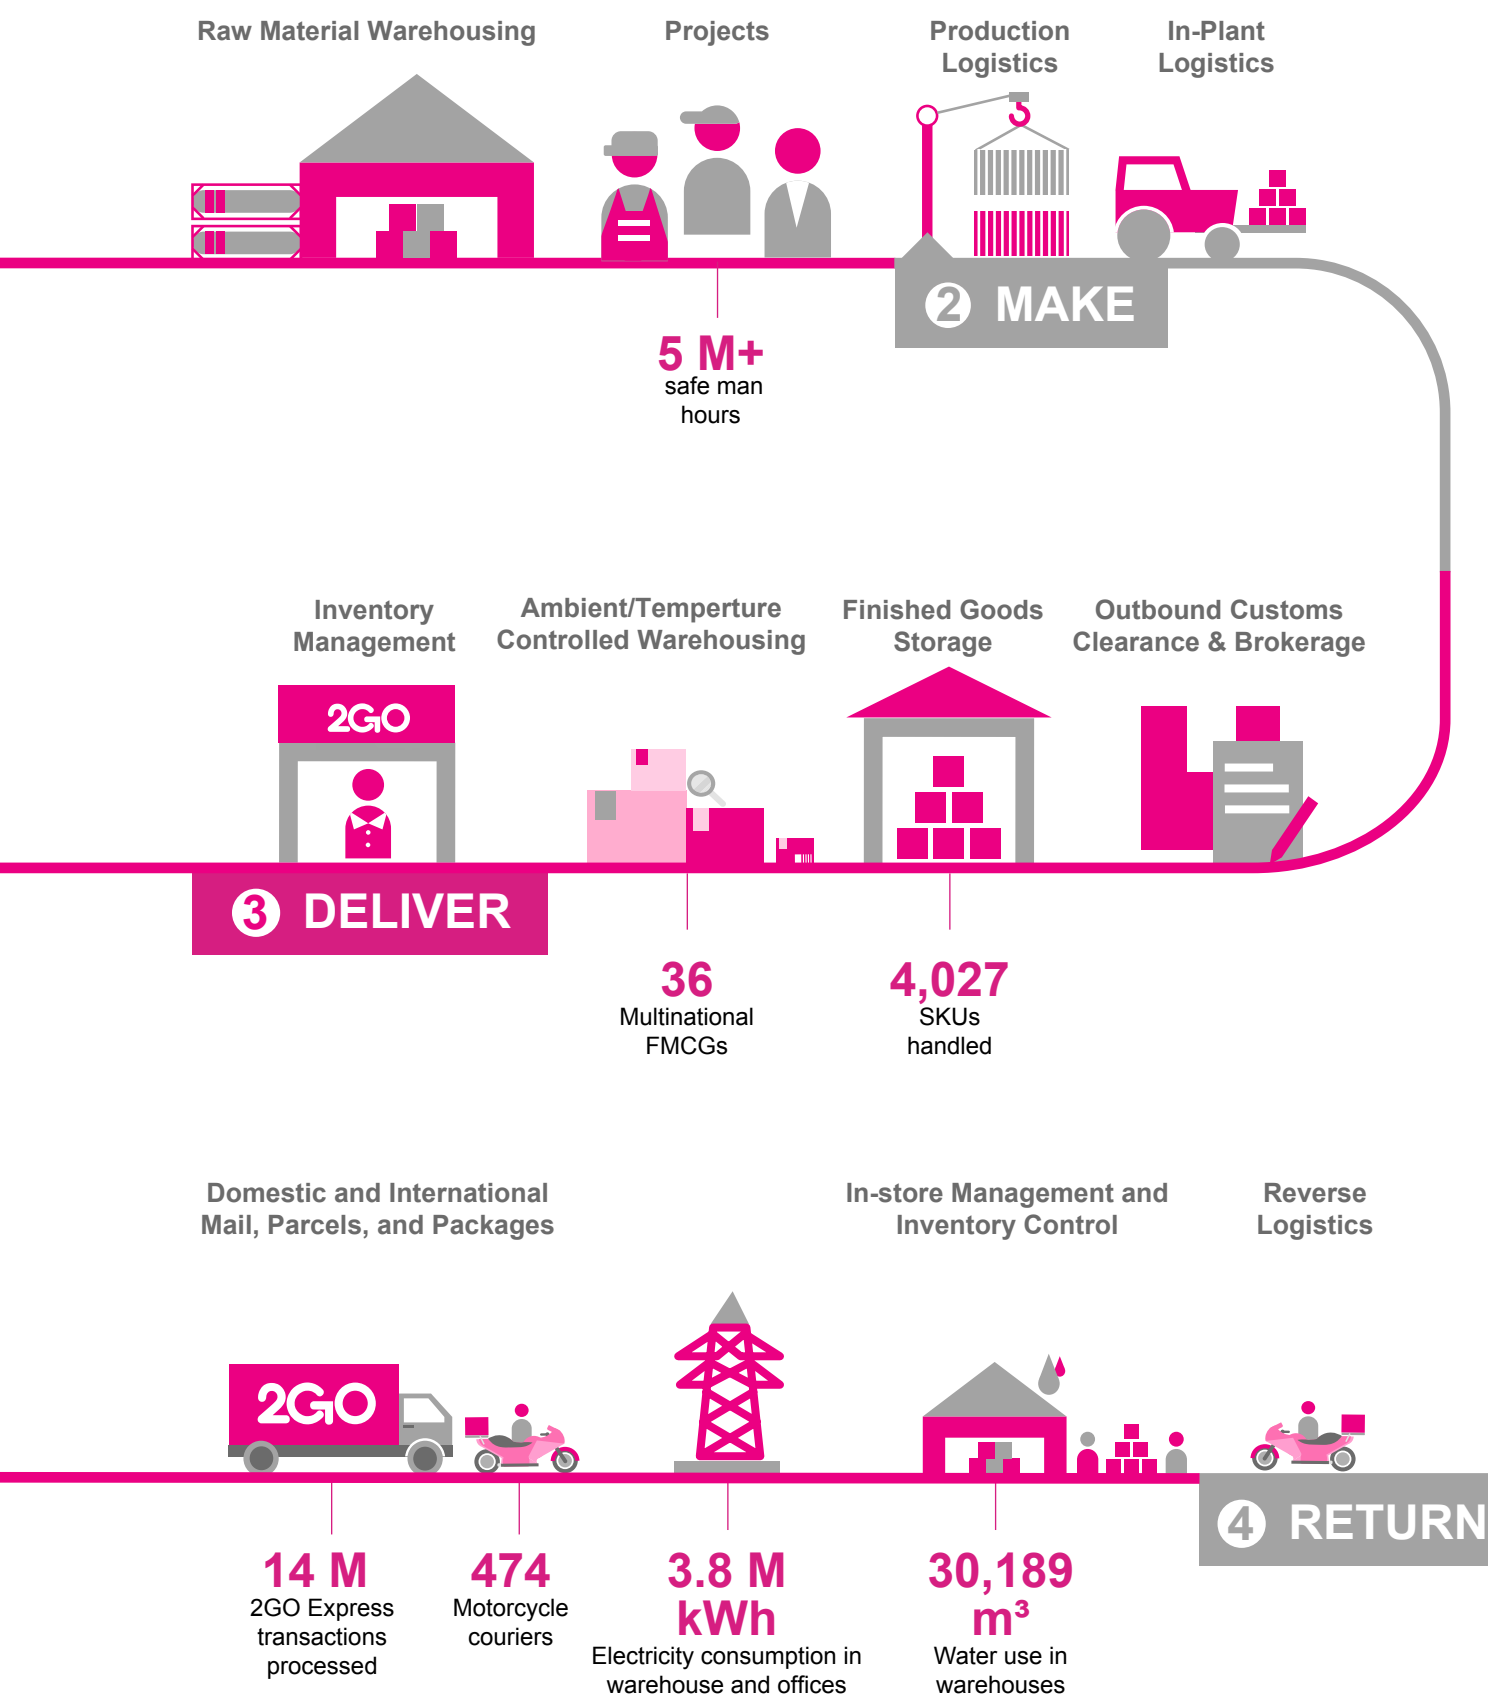 Raw Material Warehousing
Projects
Production
Logistics
In-Plant
Logistics
2 MAKE
5 M+
safe man
hours
Inventory
Management
Ambient/Temperture
Controlled Warehousing
Finished Goods
Storage
Outbound Customs
Clearance & Brokerage
2GO
3 DELIVER
36
Multinational
FMCGs
4,027
SKUs
handled
Domestic and International
Mail, Parcels, and Packages
In-store Management and
Inventory Control
Reverse
Logistics
2GO
4 RETURN
14 M
2GO Express
transactions
processed
474
Motorcycle
couriers
3.8 M
kWh
Electricity consumption in
warehouse and offices
30,189
m³
Water use in
warehouses